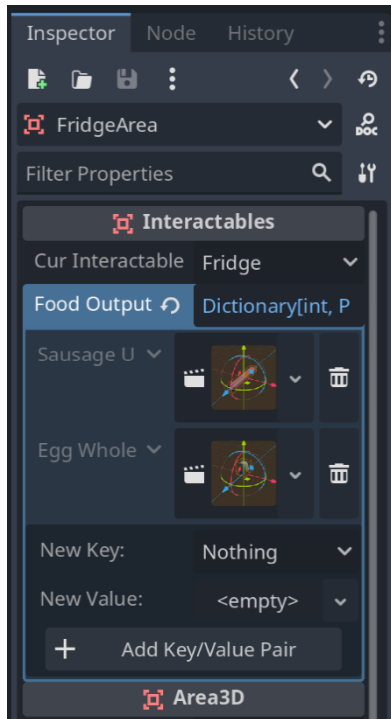 Inspector Node History
FridgeArea DOC
Filter Properties
Interactables
Cur Interactable Fridge
Food Output Dictionary[int, P
Sausage U
Egg Whole
New Key: Nothing
New Value: <empty>
+ Add Key/Value Pair
Area3D